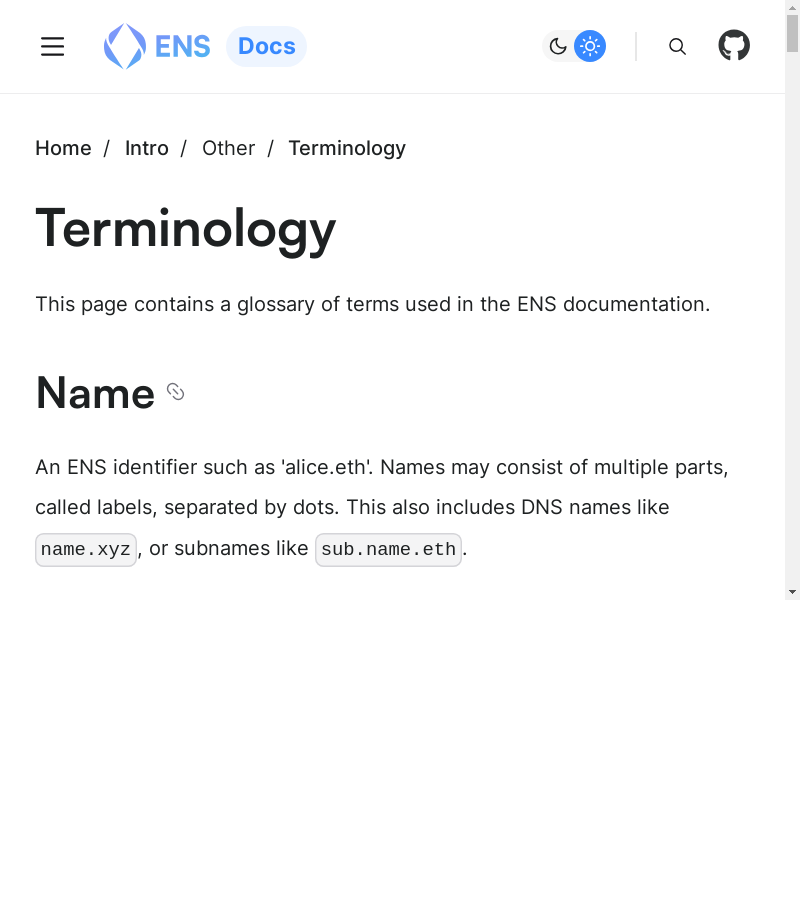 ENS Docs
Home / Intro / Other / Terminology
Terminology
This page contains a glossary of terms used in the ENS documentation.
Name
An ENS identifier such as 'alice.eth'. Names may consist of multiple parts,
called labels, separated by dots. This also includes DNS names like
name.xyz, or subnames like sub.name.eth.